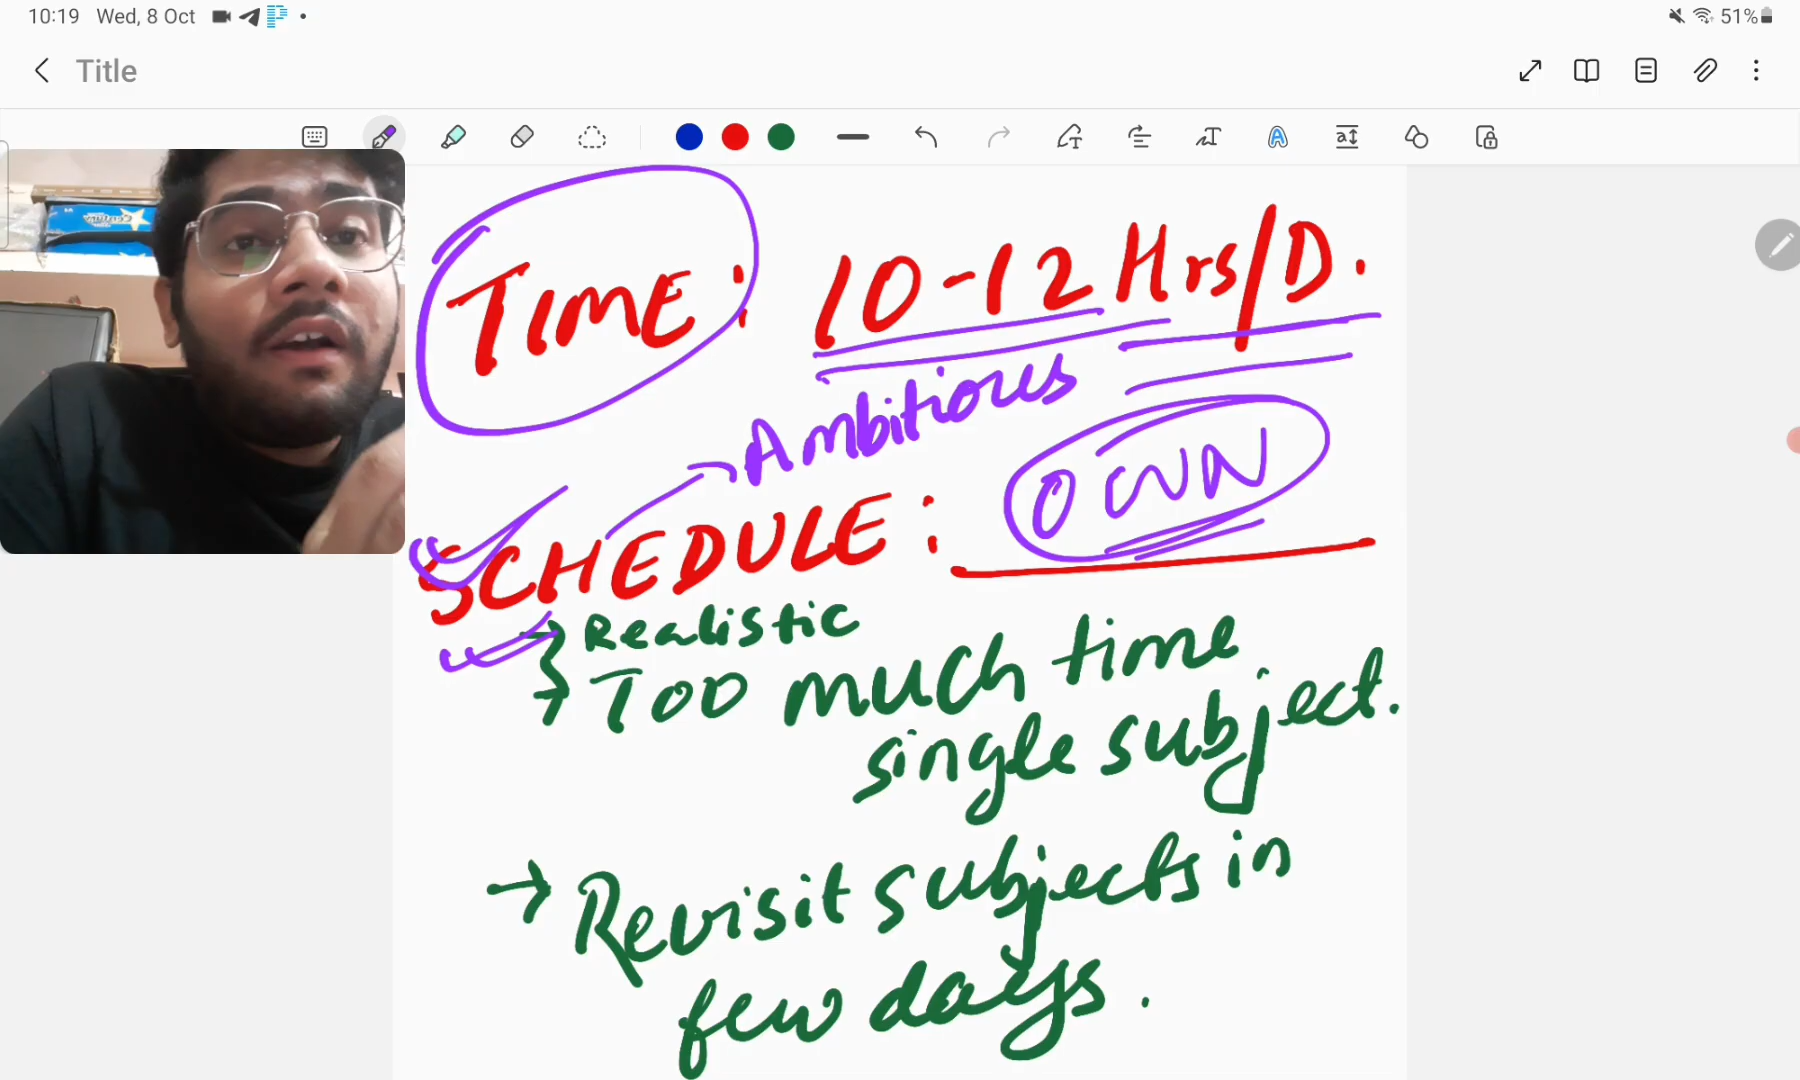 10:19 Wed, 8 Oct 51%
Title
TIME: 10-12 Hrs/D.
Ambitious
SCHEDULE: OWN
→ Realistic
→ Too much time
single subject.
→ Revisit subjects in
few days.